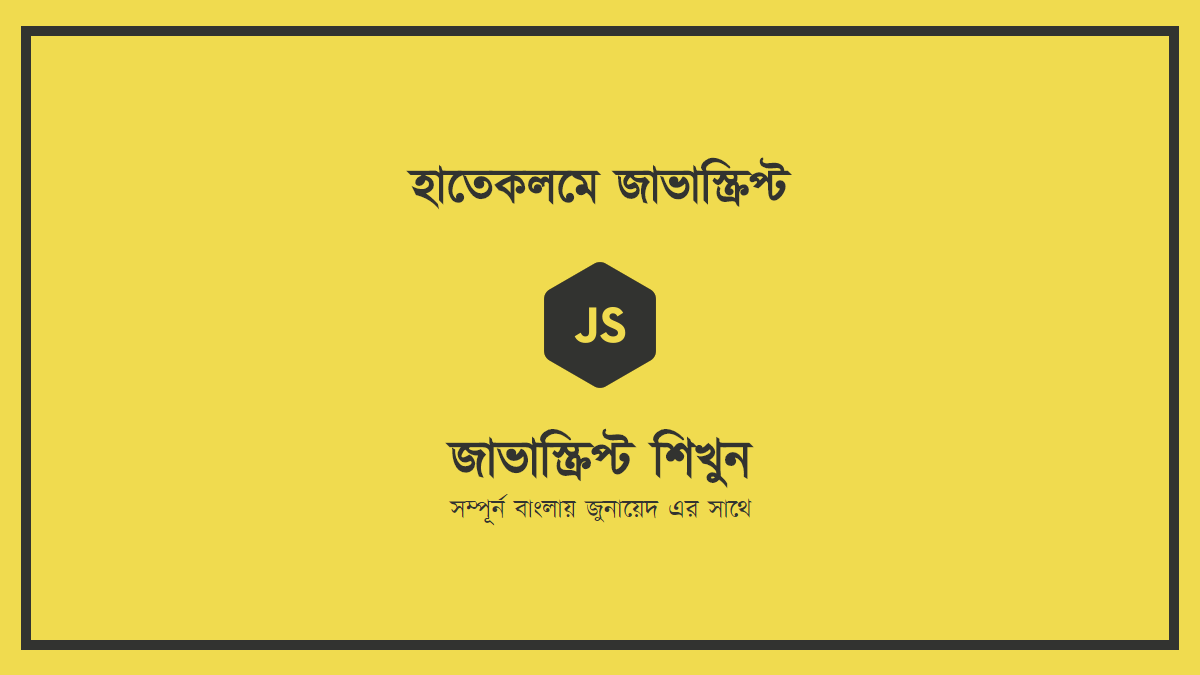 হাতেকলমে জাভাস্ক্রিপ্ট
JS
জাভাস্ক্রিপ্ট শিখুন
সম্পূর্ন বাংলায় জুনায়েদ এর সাথে